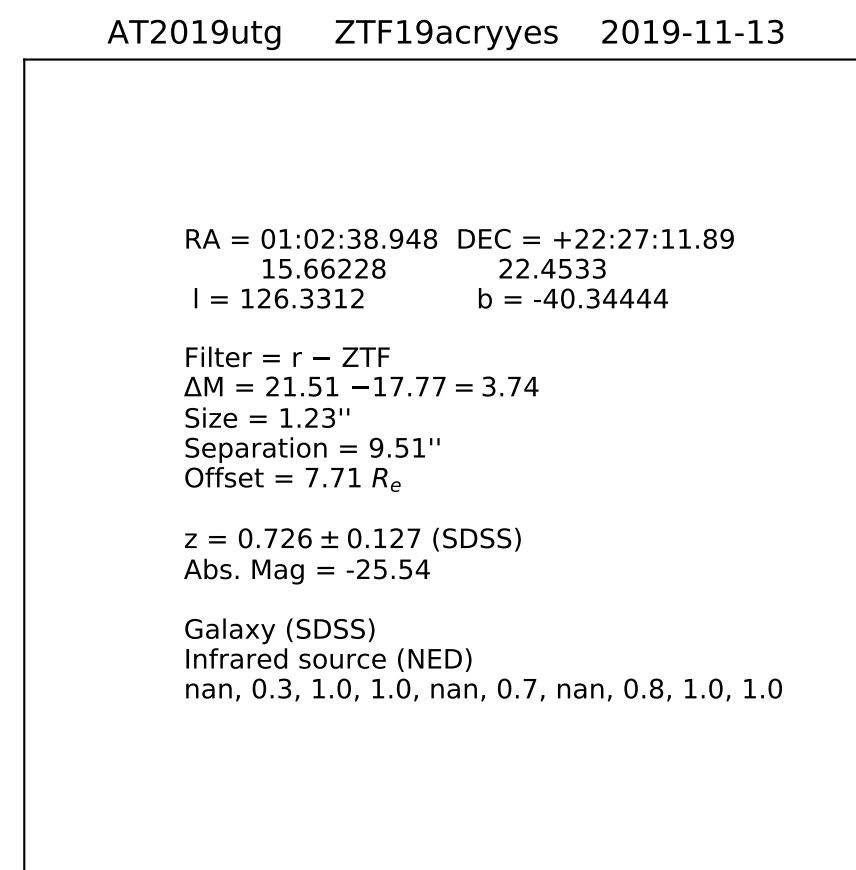 AT2019utg ZTF19acryyes 2019-11-13
RA = 01:02:38.948 DEC = +22:27:11.89
15.66228 22.4533
l = 126.3312 b = -40.34444
Filter = r − ZTF
ΔM = 21.51 −17.77 = 3.74
Size = 1.23''
Separation = 9.51''
Offset = 7.71 Rₑ
z = 0.726 ± 0.127 (SDSS)
Abs. Mag = -25.54
Galaxy (SDSS)
Infrared source (NED)
nan, 0.3, 1.0, 1.0, nan, 0.7, nan, 0.8, 1.0, 1.0